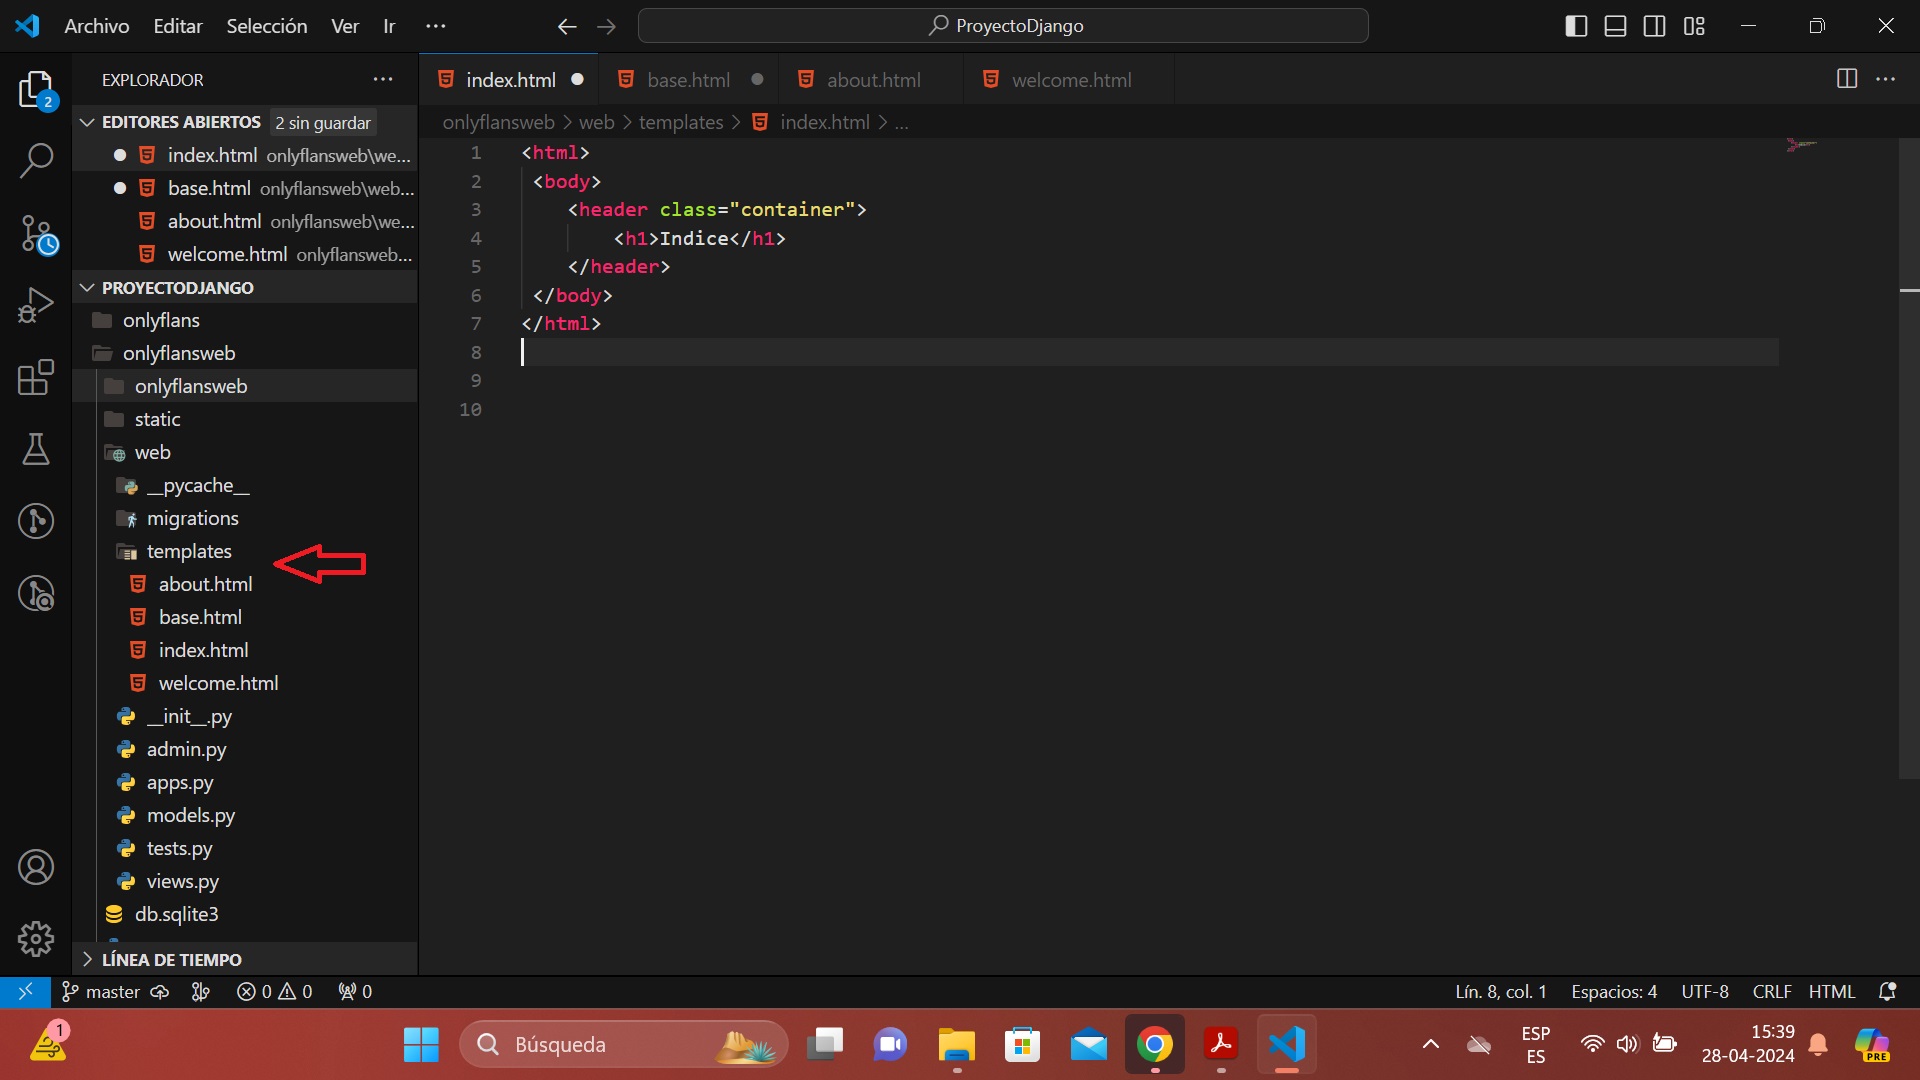 Archivo Editar Selección Ver Ir ··· ProyectoDjango
EXPLORADOR
2
EDITORES ABIERTOS 2 sin guardar
index.html onlyflansweb\we...
base.html onlyflansweb\web...
about.html onlyflansweb\we...
welcome.html onlyflansweb...
PROYECTODJANGO
onlyflans
onlyflansweb
onlyflansweb
static
web
__pycache__
migrations
templates
about.html
base.html
index.html
welcome.html
__init__.py
admin.py
apps.py
models.py
tests.py
views.py
db.sqlite3
LÍNEA DE TIEMPO
index.html base.html about.html welcome.html
onlyflansweb > web > templates > index.html > ...
1 <html>
2 <body>
3 <header class="container">
4 <h1>Indice</h1>
5 </header>
6 </body>
7 </html>
8
9
10
master 0 0 0 Lín. 8, col. 1 Espacios: 4 UTF-8 CRLF HTML
1 Búsqueda ESP ES 15:39 28-04-2024 PRE